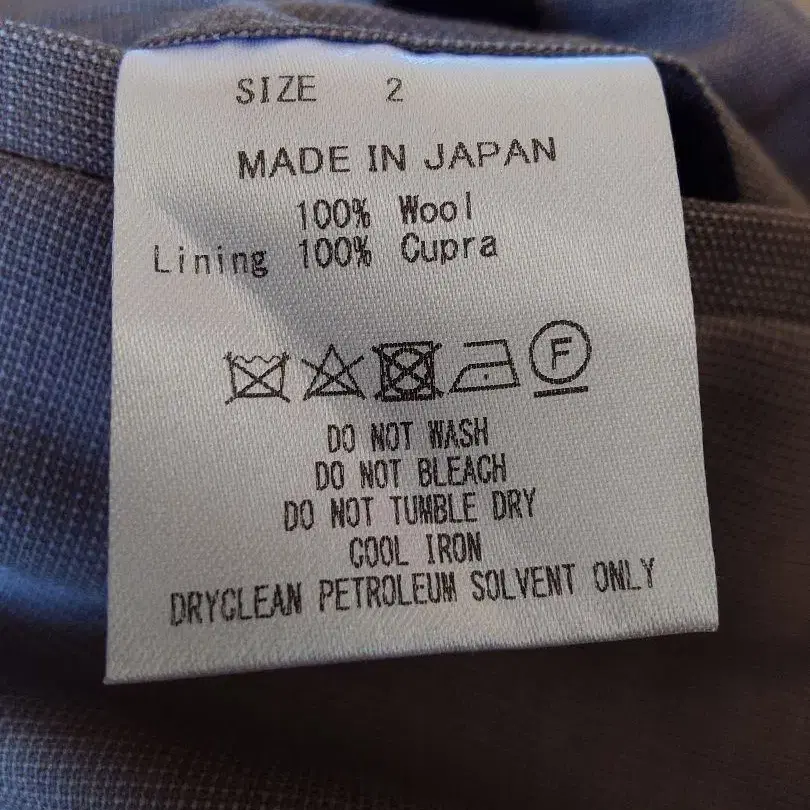 SIZE 2
MADE IN JAPAN
100% Wool
Lining 100% Cupra
F
DO NOT WASH
DO NOT BLEACH
DO NOT TUMBLE DRY
COOL IRON
DRYCLEAN PETROLEUM SOLVENT ONLY